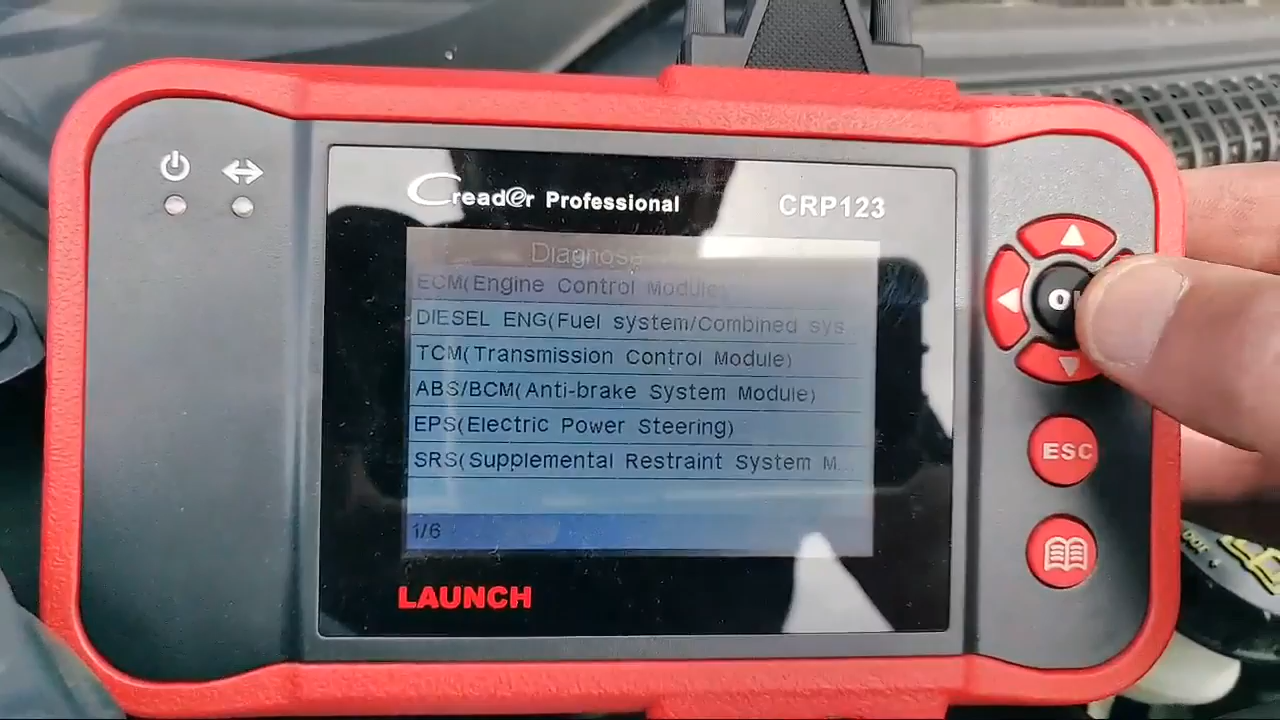 Creader Professional
CRP123
Diagnose
ECM(Engine Control Module)
DIESEL ENG(Fuel system/Combined sys
TCM(Transmission Control Module)
ABS/BCM(Anti-brake System Module)
EPS(Electric Power Steering)
SRS(Supplemental Restraint System M...
1/6
LAUNCH
ESC